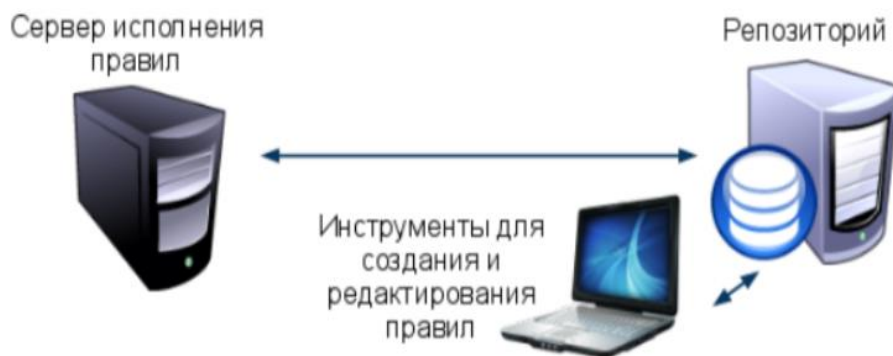 Сервер исполнения
правил
Репозиторий
Инструменты для
создания и
редактирования
правил